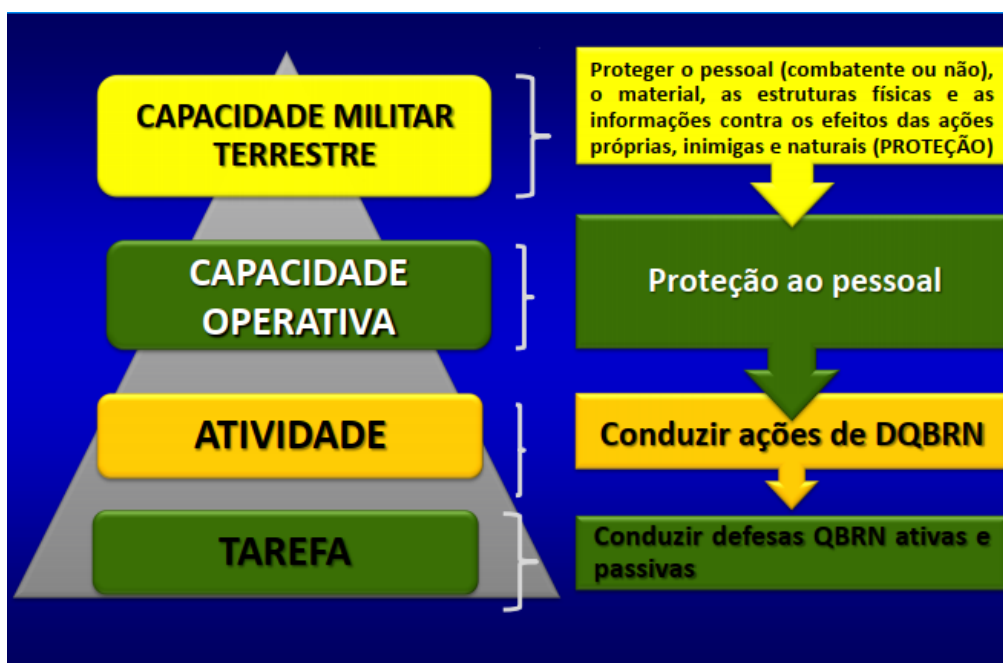 CAPACIDADE MILITAR
TERRESTRE
Proteger o pessoal (combatente ou não),
o material, as estruturas físicas e as
informações contra os efeitos das ações
próprias, inimigas e naturais (PROTEÇÃO)
CAPACIDADE
OPERATIVA
Proteção ao pessoal
ATIVIDADE
Conduzir ações de DQBRN
TAREFA
Conduzir defesas QBRN ativas e
passivas